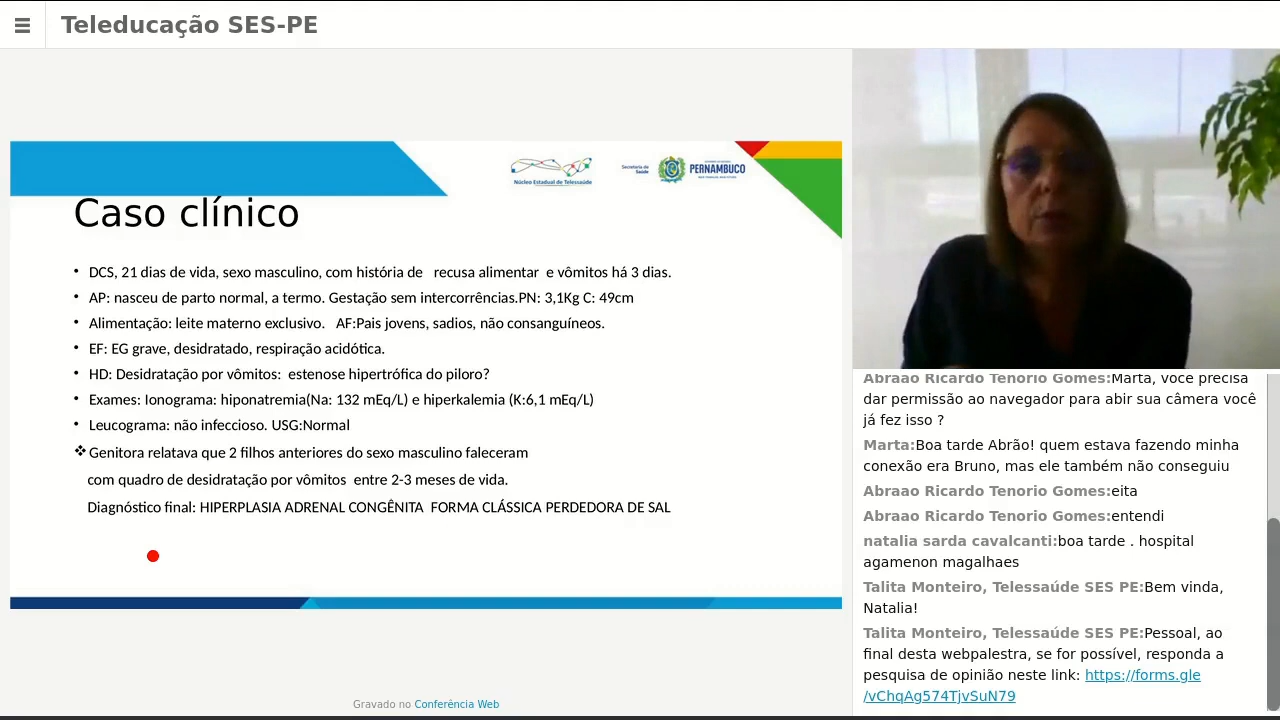 Teleducação SES-PE
Núcleo Estadual de Telessaúde
Secretaria de
Saúde
PERNAMBUCO
Caso clínico
• DCS, 21 dias de vida, sexo masculino, com história de recusa alimentar e vômitos há 3 dias.
• AP: nasceu de parto normal, a termo. Gestação sem intercorrências.PN: 3,1Kg C: 49cm
• Alimentação: leite materno exclusivo. AF:Pais jovens, sadios, não consanguíneos.
• EF: EG grave, desidratado, respiração acidótica.
• HD: Desidratação por vômitos: estenose hipertrófica do piloro?
• Exames: Ionograma: hiponatremia(Na: 132 mEq/L) e hiperkalemia (K:6,1 mEq/L)
• Leucograma: não infeccioso. USG:Normal
❖ Genitora relatava que 2 filhos anteriores do sexo masculino faleceram
com quadro de desidratação por vômitos entre 2-3 meses de vida.
Diagnóstico final: HIPERPLASIA ADRENAL CONGÊNITA FORMA CLÁSSICA PERDEDORA DE SAL
Gravado no Conferência Web
Abraao Ricardo Tenorio Gomes:Marta, voce precisa
dar permissão ao navegador para abir sua câmera você
já fez isso ?
Marta:Boa tarde Abrão! quem estava fazendo minha
conexão era Bruno, mas ele também não conseguiu
Abraao Ricardo Tenorio Gomes:eita
Abraao Ricardo Tenorio Gomes:entendi
natalia sarda cavalcanti:boa tarde . hospital
agamenon magalhaes
Talita Monteiro, Telessaúde SES PE:Bem vinda,
Natalia!
Talita Monteiro, Telessaúde SES PE:Pessoal, ao
final desta webpalestra, se for possível, responda a
pesquisa de opinião neste link: https://forms.gle
/vChqAg574TjvSuN79